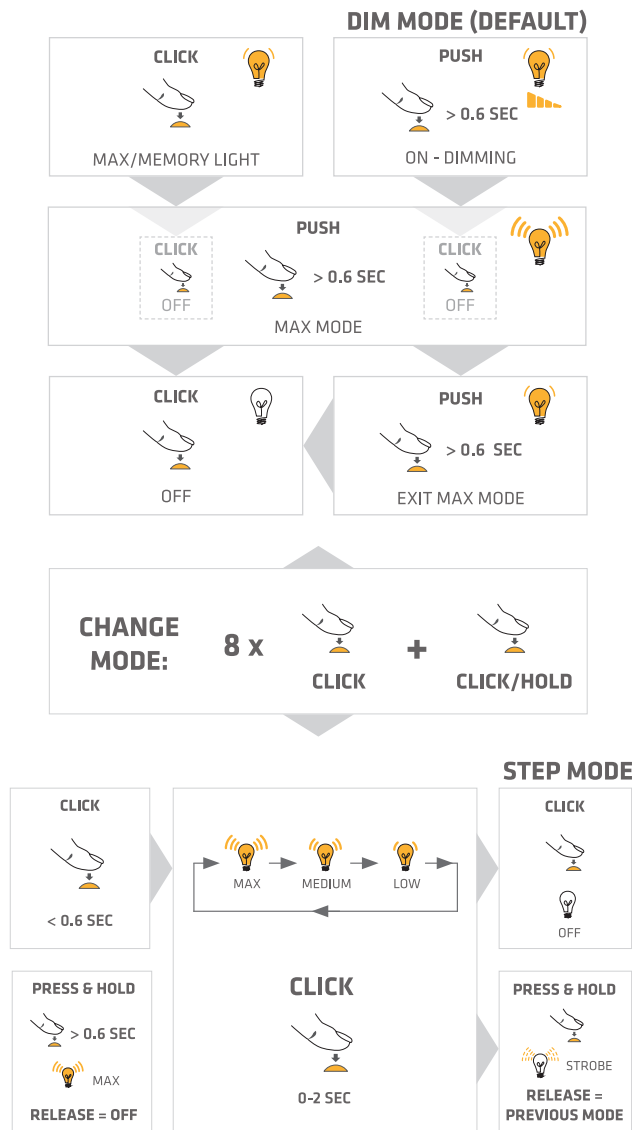 DIM MODE (DEFAULT)
CLICK
MAX/MEMORY LIGHT
PUSH
> 0.6 SEC
ON - DIMMING
PUSH
CLICK
OFF
> 0.6 SEC
CLICK
OFF
MAX MODE
CLICK
OFF
PUSH
> 0.6 SEC
EXIT MAX MODE
CHANGE
MODE:
8 x
CLICK
+
CLICK/HOLD
STEP MODE
CLICK
< 0.6 SEC
MAX
MEDIUM
LOW
CLICK
OFF
PRESS & HOLD
> 0.6 SEC
MAX
RELEASE = OFF
CLICK
0-2 SEC
PRESS & HOLD
STROBE
RELEASE =
PREVIOUS MODE